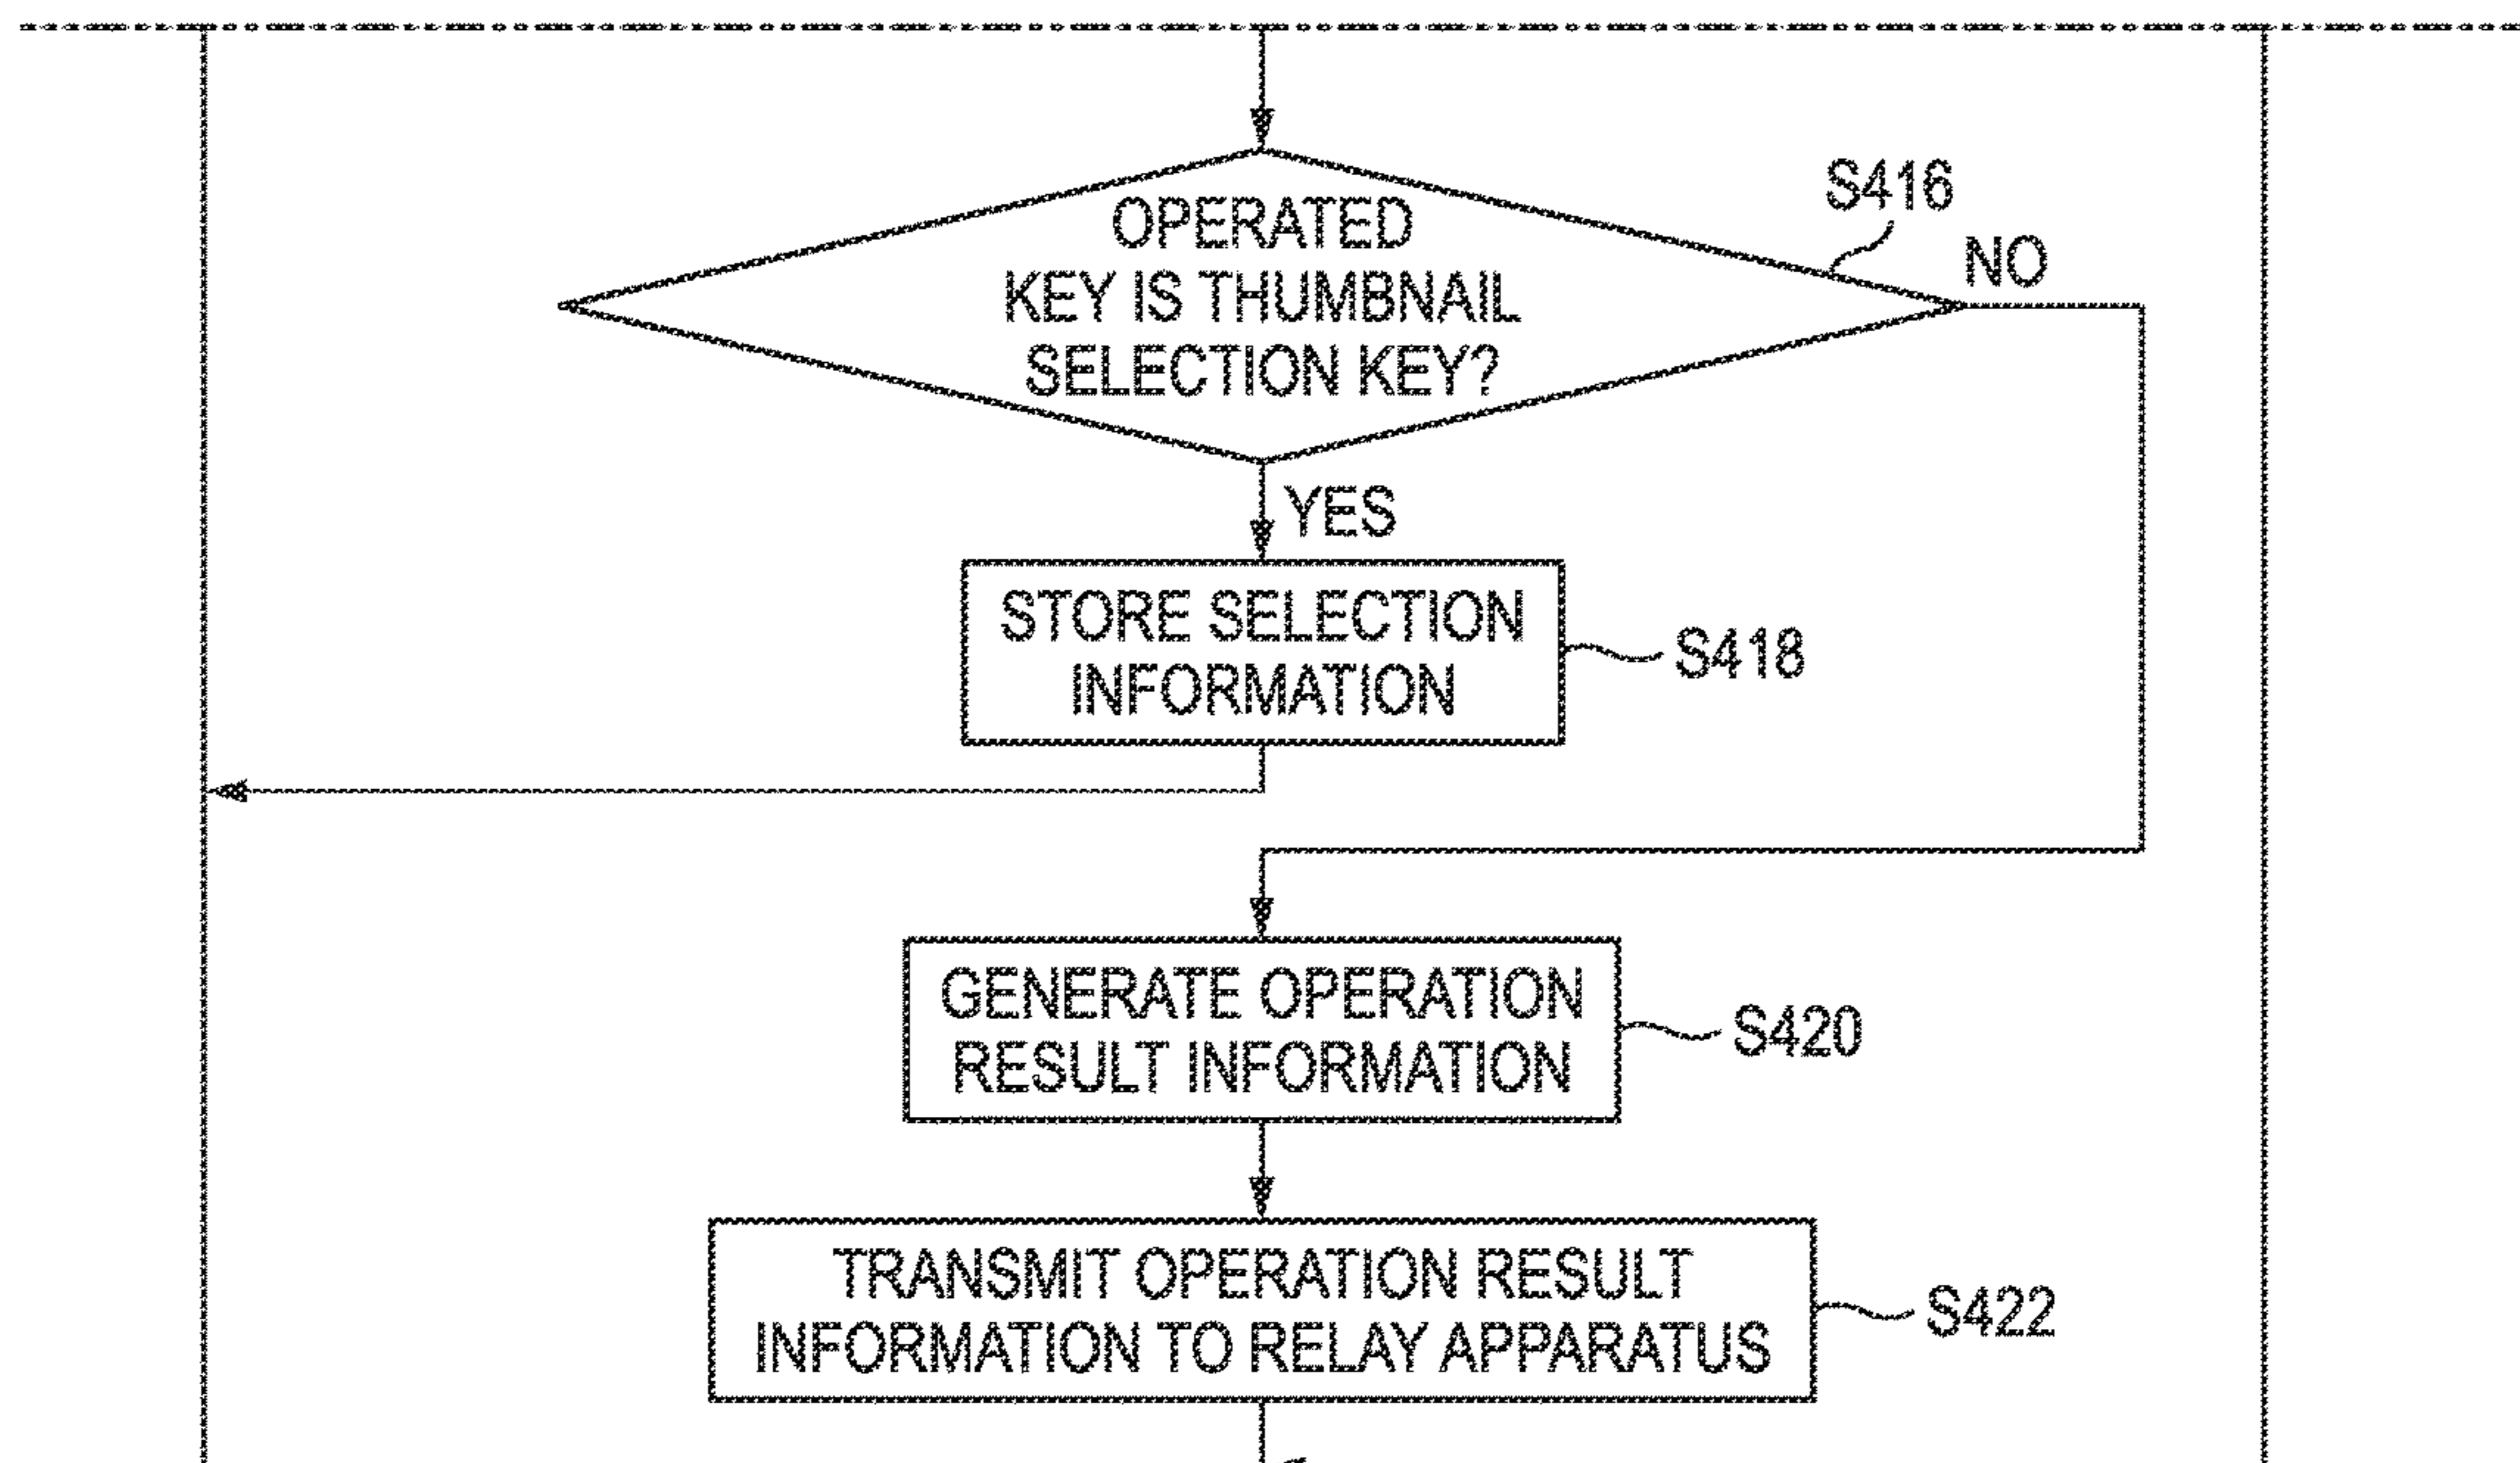 S416
OPERATED
KEY IS THUMBNAIL
SELECTION KEY?
NO
YES
STORE SELECTION
INFORMATION
S418
GENERATE OPERATION
RESULT INFORMATION
S420
TRANSMIT OPERATION RESULT
INFORMATION TO RELAY APPARATUS
S422